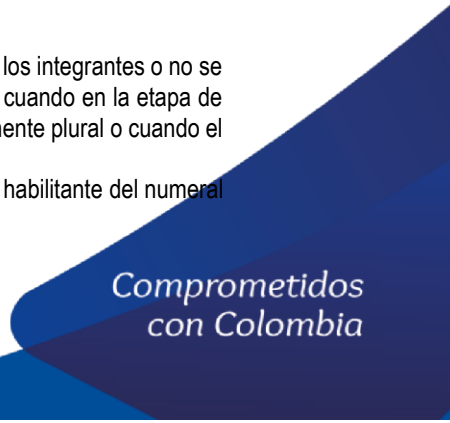 los integrantes o no se
cuando en la etapa de
ente plural o cuando el
habilitante del numeral
Comprometidos
con Colombia